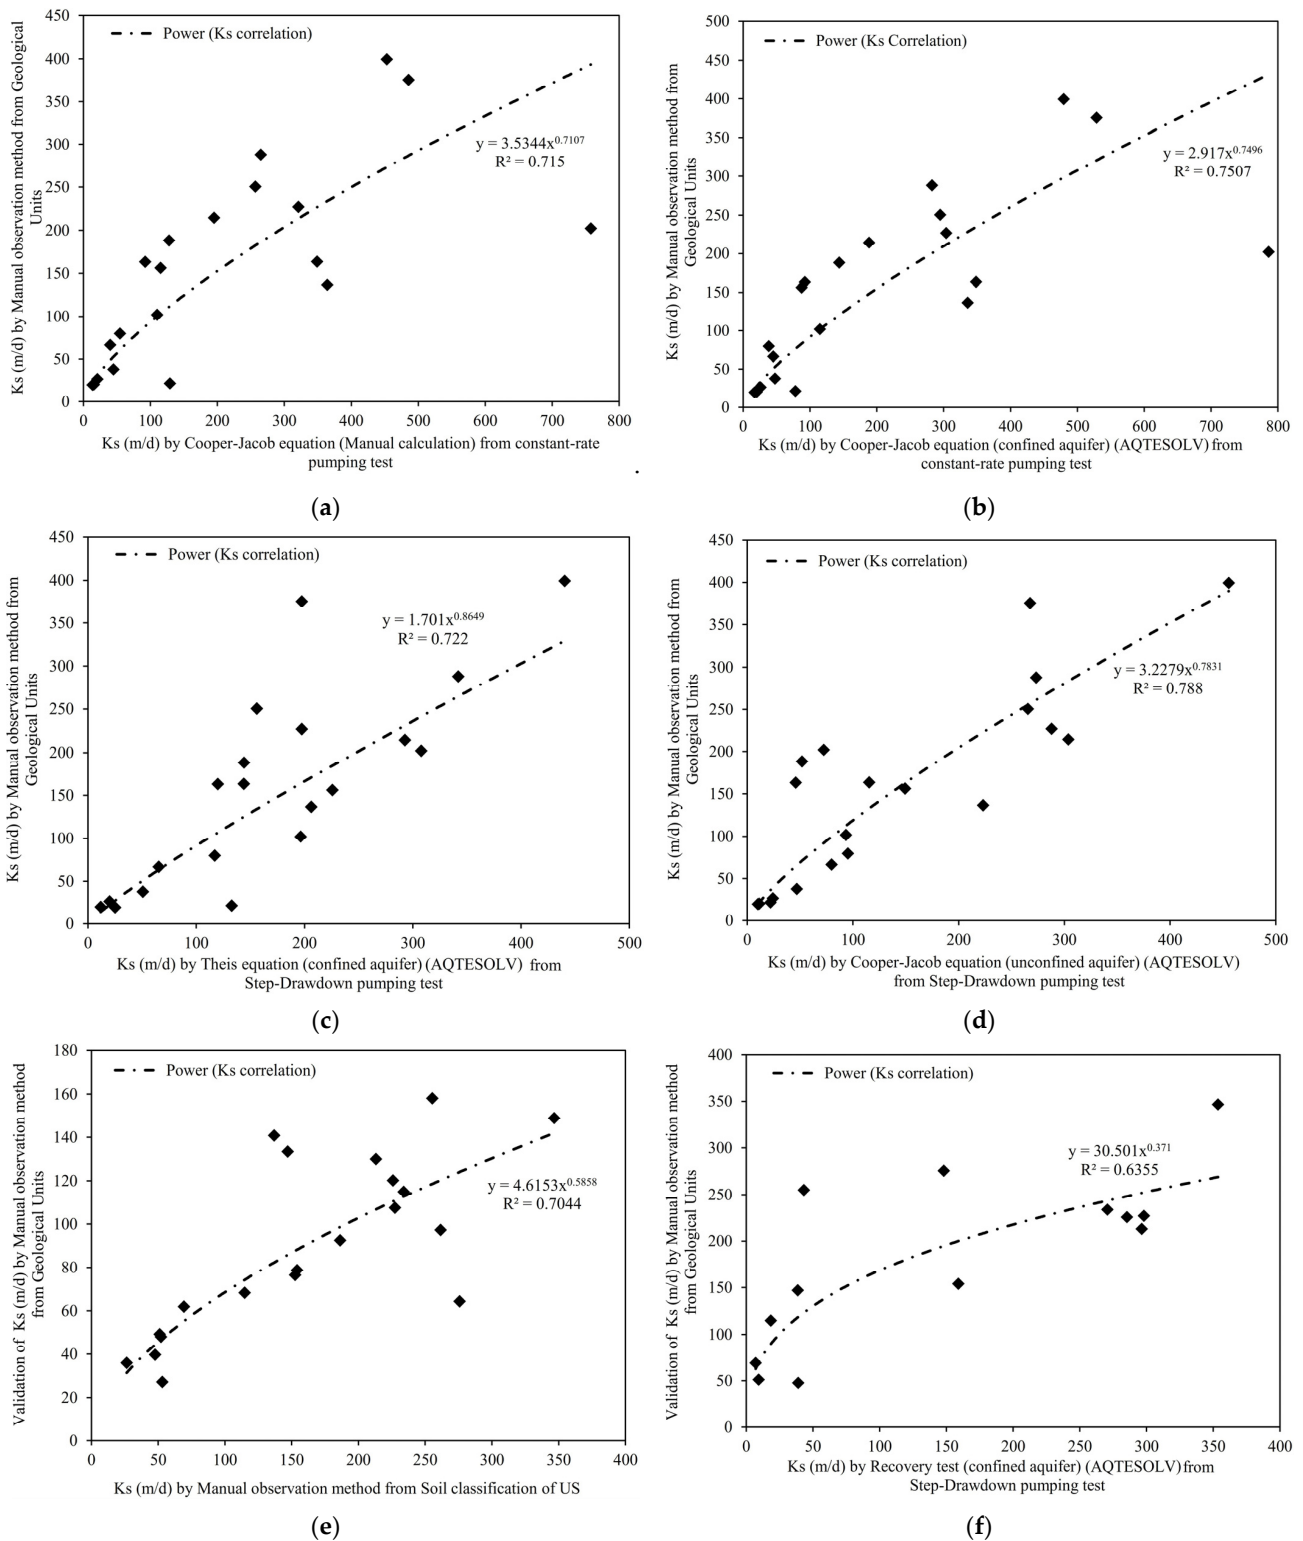 Power (Ks correlation)
y = 3.5344x^0.7107
R² = 0.715
450
400
350
300
250
200
150
100
50
0
0 100 200 300 400 500 600 700 800
Ks (m/d) by Manual observation method from Geological
Units
Ks (m/d) by Cooper-Jacob equation (Manual calculation) from constant-rate
pumping test
(a)
Power (Ks Correlation)
y = 2.917x^0.7496
R² = 0.7507
500
450
400
350
300
250
200
150
100
50
0
0 100 200 300 400 500 600 700 800
Ks (m/d) by Manual observation method from
Geological Units
Ks (m/d) by Cooper-Jacob equation (confined aquifer) (AQTESOLV) from
constant-rate pumping test
.
(b)
Power (Ks correlation)
y = 1.701x^0.8649
R² = 0.722
450
400
350
300
250
200
150
100
50
0
0 100 200 300 400 500
Ks (m/d) by Manual observation method from
Geological Units
Ks (m/d) by Theis equation (confined aquifer) (AQTESOLV) from
Step-Drawdown pumping test
(c)
Power (Ks correlation)
y = 3.2279x^0.7831
R² = 0.788
450
400
350
300
250
200
150
100
50
0
0 100 200 300 400 500
Ks (m/d) by Manual observation method from
Geological Units
Ks (m/d) by Cooper-Jacob equation (unconfined aquifer) (AQTESOLV)
from Step-Drawdown pumping test
(d)
Power (Ks correlation)
y = 4.6153x^0.5858
R² = 0.7044
180
160
140
120
100
80
60
40
20
0
0 50 100 150 200 250 300 350 400
Validation of Ks (m/d) by Manual observation method
from Geological Units
Ks (m/d) by Manual observation method from Soil classification of US
(e)
Power (Ks correlation)
y = 30.501x^0.371
R² = 0.6355
400
350
300
250
200
150
100
50
0
0 50 100 150 200 250 300 350 400
Validation of Ks (m/d) by Manual observation method
from Geological Units
Ks (m/d) by Recovery test (confined aquifer) (AQTESOLV) from
Step-Drawdown pumping test
(f)